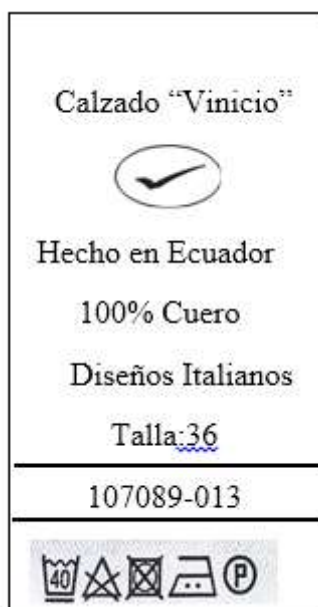 Calzado “Vinicio”
Hecho en Ecuador
100% Cuero
Diseños Italianos
Talla:36
107089-013
40 P